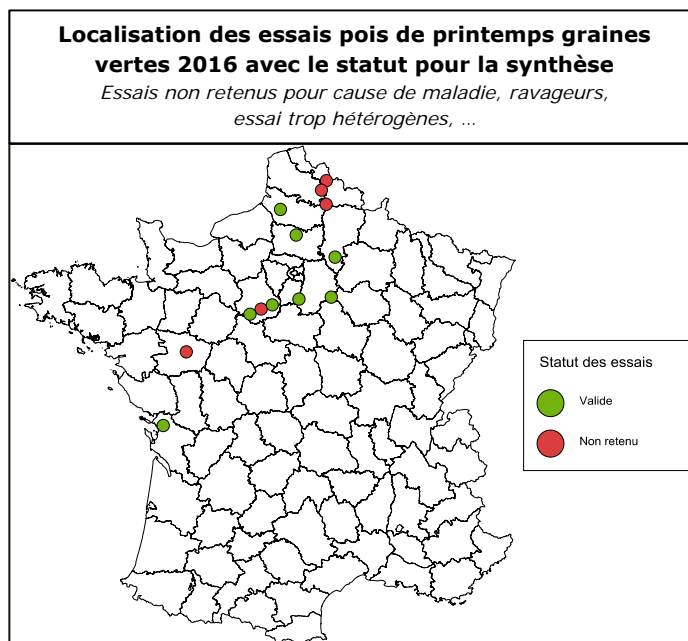 Localisation des essais pois de printemps graines
vertes 2016 avec le statut pour la synthèse
Essais non retenus pour cause de maladie, ravageurs,
essai trop hétérogènes, ...
Statut des essais
Valide
Non retenu